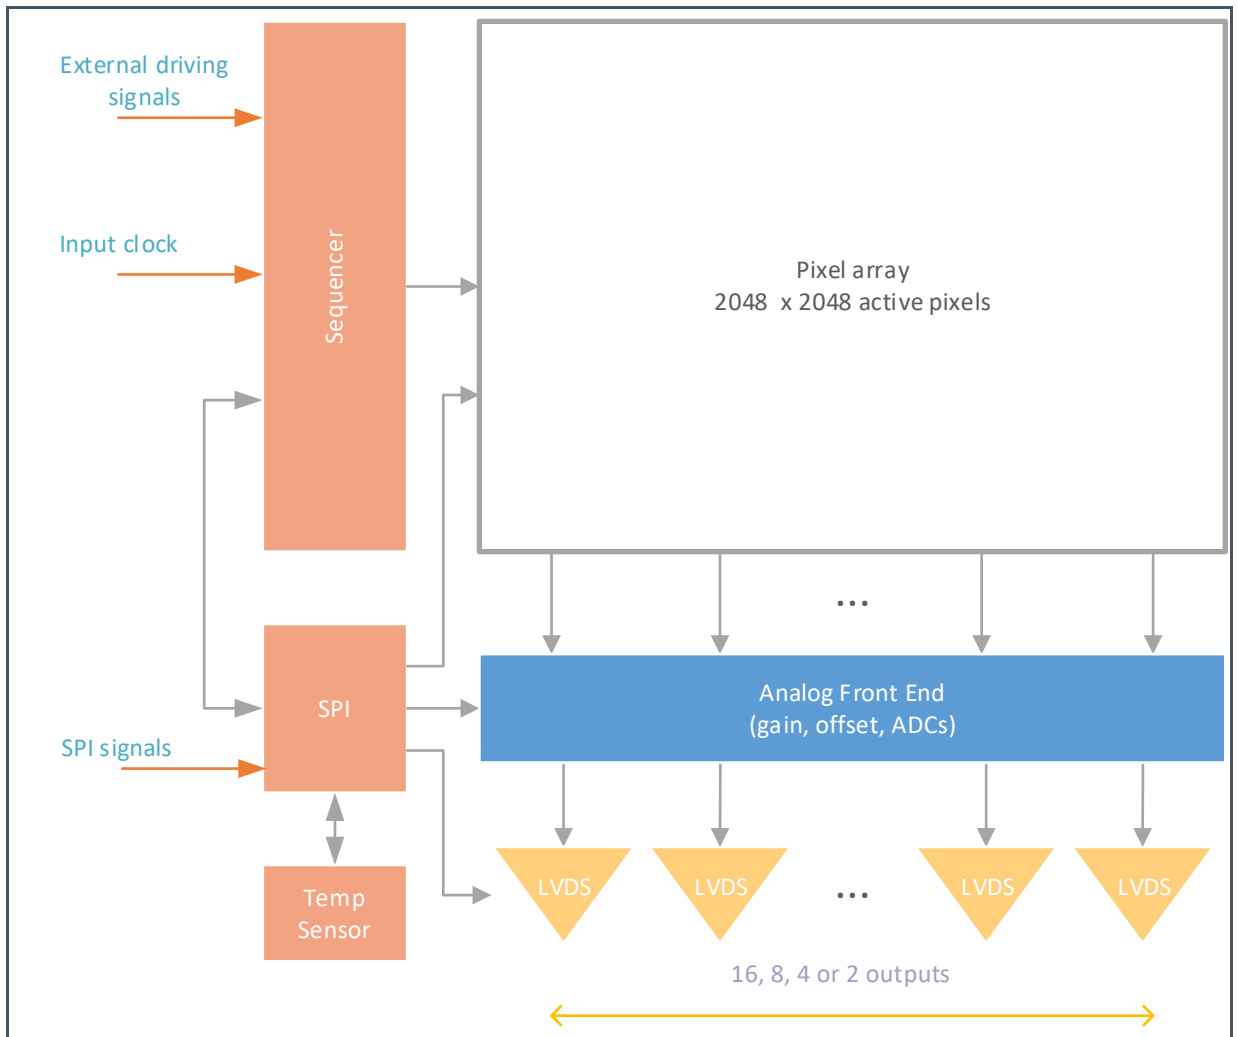 External driving
signals
Input clock
Sequencer
Pixel array
2048 x 2048 active pixels
...
SPI
Analog Front End
(gain, offset, ADCs)
SPI signals
Temp
Sensor
LVDS
LVDS
...
LVDS
LVDS
16, 8, 4 or 2 outputs